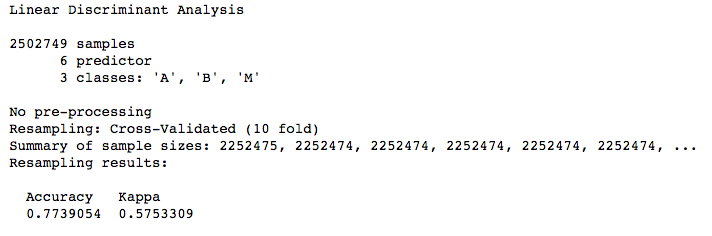 Linear Discriminant Analysis
2502749 samples
6 predictor
3 classes: 'A', 'B', 'M'
No pre-processing
Resampling: Cross-Validated (10 fold)
Summary of sample sizes: 2252475, 2252474, 2252474, 2252474, 2252474, 2252474, ...
Resampling results:
Accuracy Kappa
0.7739054 0.5753309